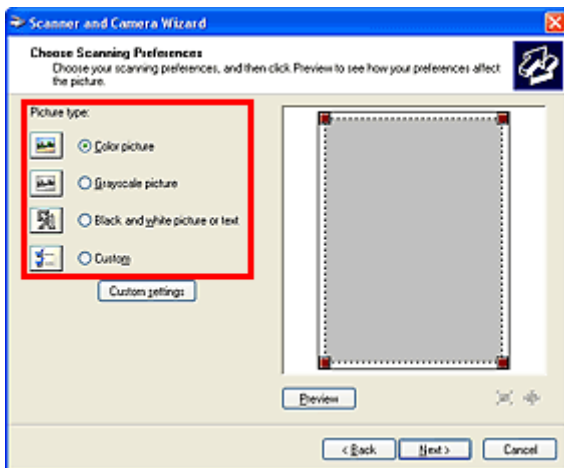 Scanner and Camera Wizard
Choose Scanning Preferences
Choose your scanning preferences, and then click Preview to see how your preferences affect
the picture.
Picture type:
Color picture
Grayscale picture
Black and white picture or text
Custom
Custom settings
Preview
< Back
Next >
Cancel